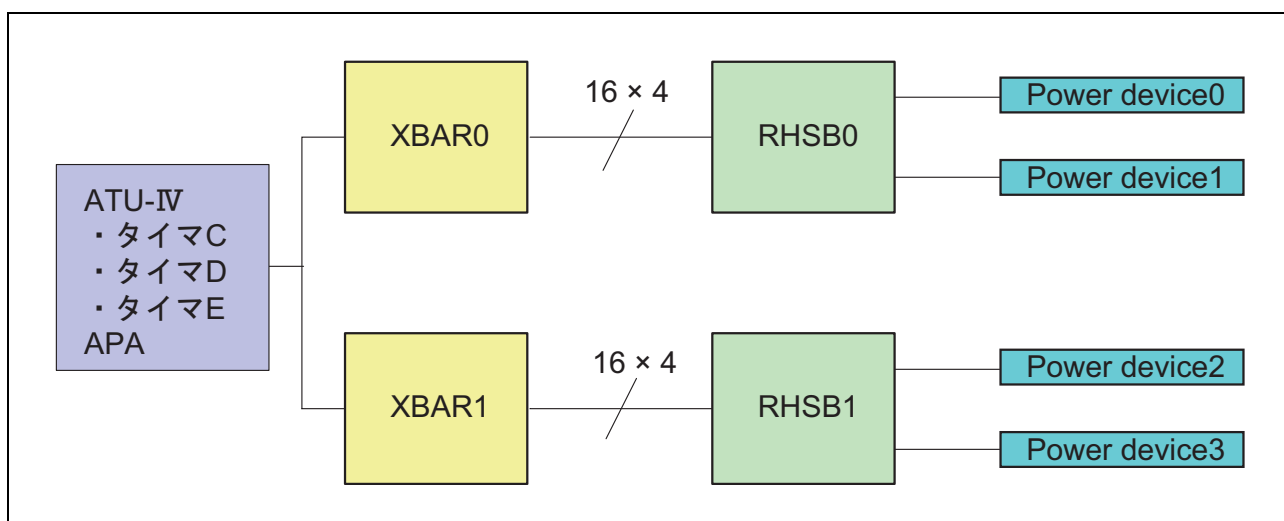 ATU-Ⅳ
・タイマC
・タイマD
・タイマE
APA
XBAR0
16 × 4
RHSB0
Power device0
Power device1
XBAR1
16 × 4
RHSB1
Power device2
Power device3